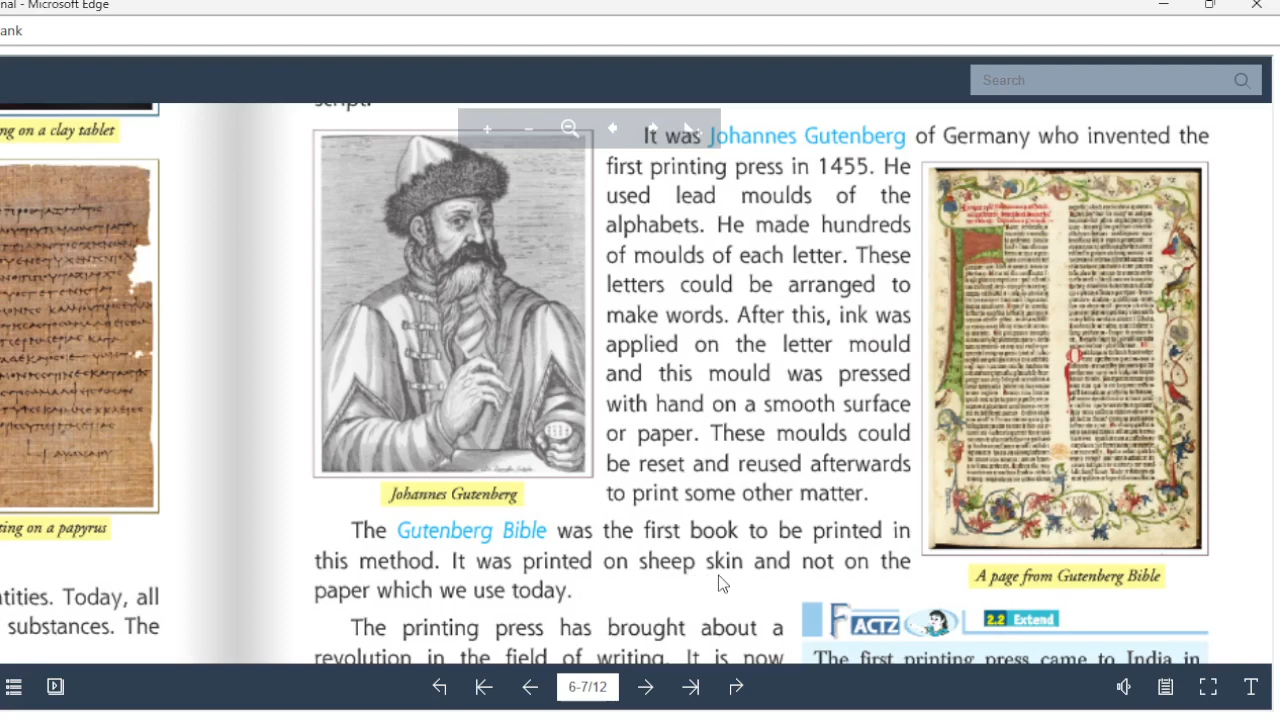 nal - Microsoft Edge
ank
Search
ng on a clay tablet
ting on a papyrus
tities. Today, all
substances. The
script.
It was Johannes Gutenberg of Germany who invented the
first printing press in 1455. He
used lead moulds of the
alphabets. He made hundreds
of moulds of each letter. These
letters could be arranged to
make words. After this, ink was
applied on the letter mould
and this mould was pressed
with hand on a smooth surface
or paper. These moulds could
be reset and reused afterwards
to print some other matter.
Johannes Gutenberg
The Gutenberg Bible was the first book to be printed in
this method. It was printed on sheep skin and not on the
paper which we use today.
A page from Gutenberg Bible
The printing press has brought about a
revolution in the field of writing. It is now
FACTZ 2.2 Extend
The first printing press came to India in
6-7/12
T